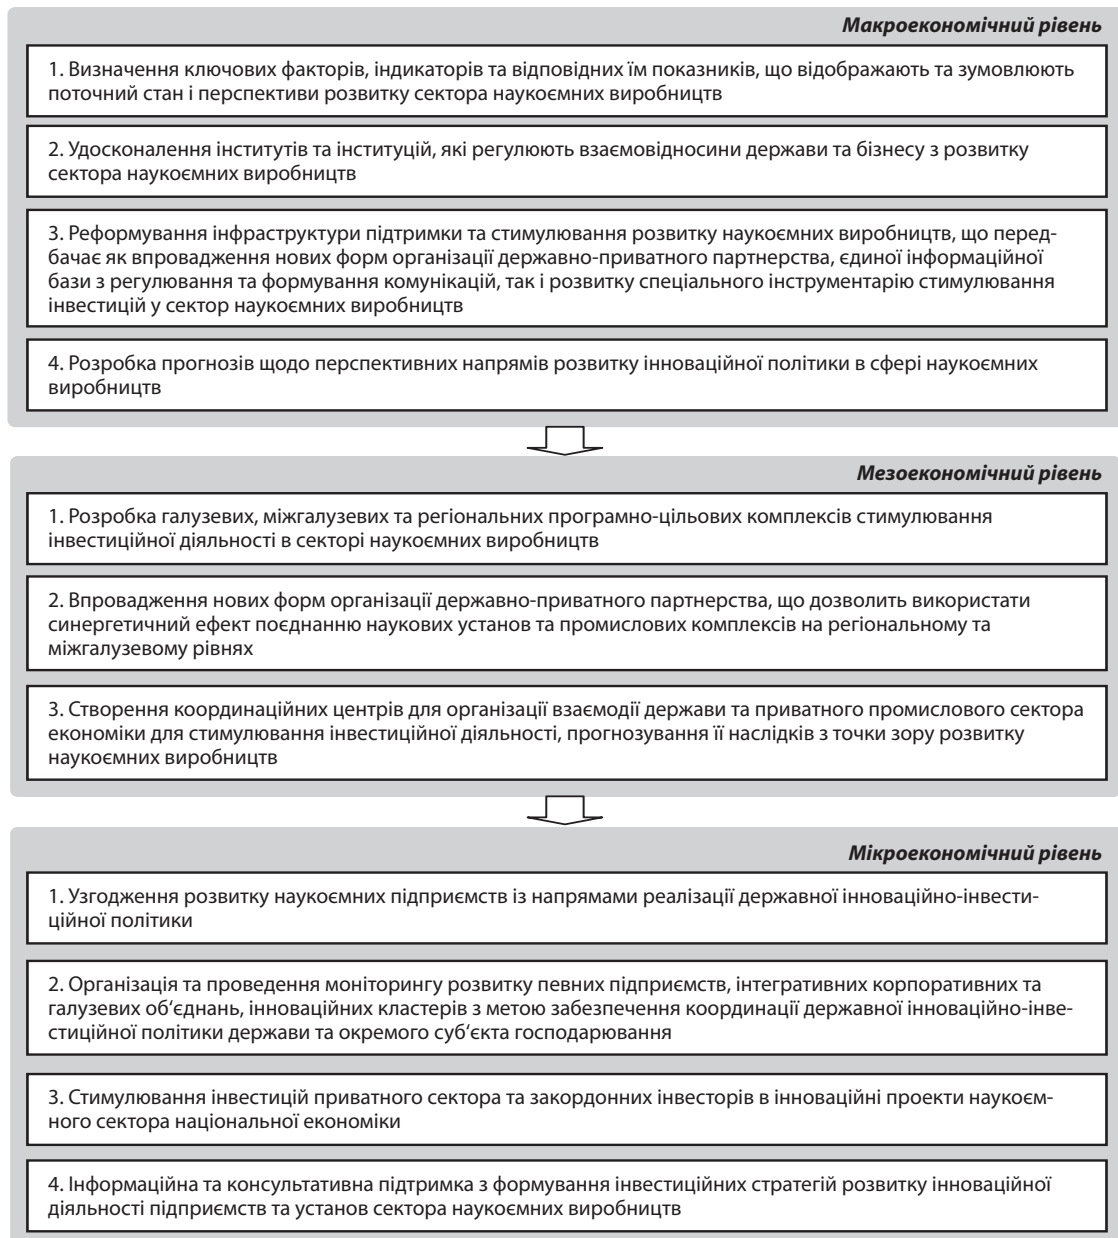 Макроекономічний рівень
1. Визначення ключових факторів, індикаторів та відповідних їм показників, що відображають та зумовлюють
поточний стан і перспективи розвитку сектора наукоємних виробництв
2. Удосконалення інститутів та інституцій, які регулюють взаємовідносини держави та бізнесу з розвитку
сектора наукоємних виробництв
3. Реформування інфраструктури підтримки та стимулювання розвитку наукоємних виробництв, що перед-
бачає як впровадження нових форм організації державно-приватного партнерства, єдиної інформаційної
бази з регулювання та формування комунікацій, так і розвитку спеціального інструментарію стимулювання
інвестицій у сектор наукоємних виробництв
4. Розробка прогнозів щодо перспективних напрямів розвитку інноваційної політики в сфері наукоємних
виробництв
Мезоекономічний рівень
1. Розробка галузевих, міжгалузевих та регіональних програмно-цільових комплексів стимулювання
інвестиційної діяльності в секторі наукоємних виробництв
2. Впровадження нових форм організації державно-приватного партнерства, що дозволить використати
синергетичний ефект поєднанню наукових установ та промислових комплексів на регіональному та
міжгалузевому рівнях
3. Створення координаційних центрів для організації взаємодії держави та приватного промислового сектора
економіки для стимулювання інвестиційної діяльності, прогнозування її наслідків з точки зору розвитку
наукоємних виробництв
Мікроекономічний рівень
1. Узгодження розвитку наукоємних підприємств із напрямами реалізації державної інноваційно-інвести-
ційної політики
2. Організація та проведення моніторингу розвитку певних підприємств, інтегративних корпоративних та
галузевих об‘єднань, інноваційних кластерів з метою забезпечення координації державної інноваційно-інве-
стиційної політики держави та окремого суб‘єкта господарювання
3. Стимулювання інвестицій приватного сектора та закордонних інвесторів в інноваційні проекти наукоєм-
ного сектора національної економіки
4. Інформаційна та консультативна підтримка з формування інвестиційних стратегій розвитку інноваційної
діяльності підприємств та установ сектора наукоємних виробництв